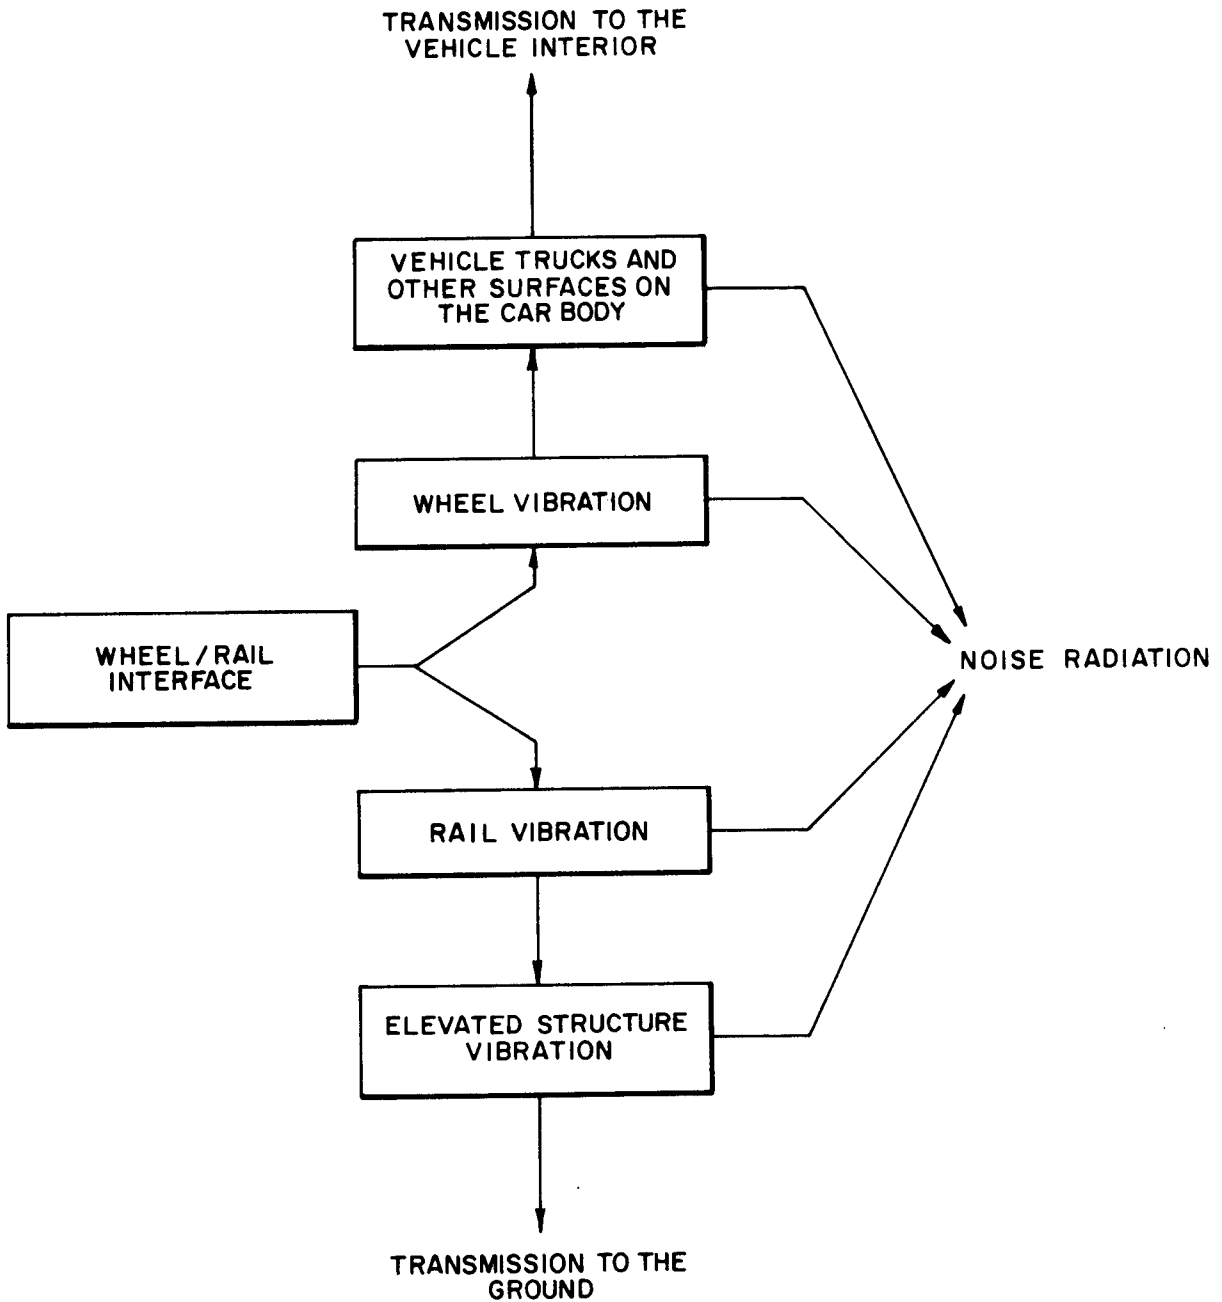 TRANSMISSION TO THE
VEHICLE INTERIOR
VEHICLE TRUCKS AND
OTHER SURFACES ON
THE CAR BODY
WHEEL VIBRATION
WHEEL/RAIL
INTERFACE
NOISE RADIATION
RAIL VIBRATION
ELEVATED STRUCTURE
VIBRATION
TRANSMISSION TO THE
GROUND